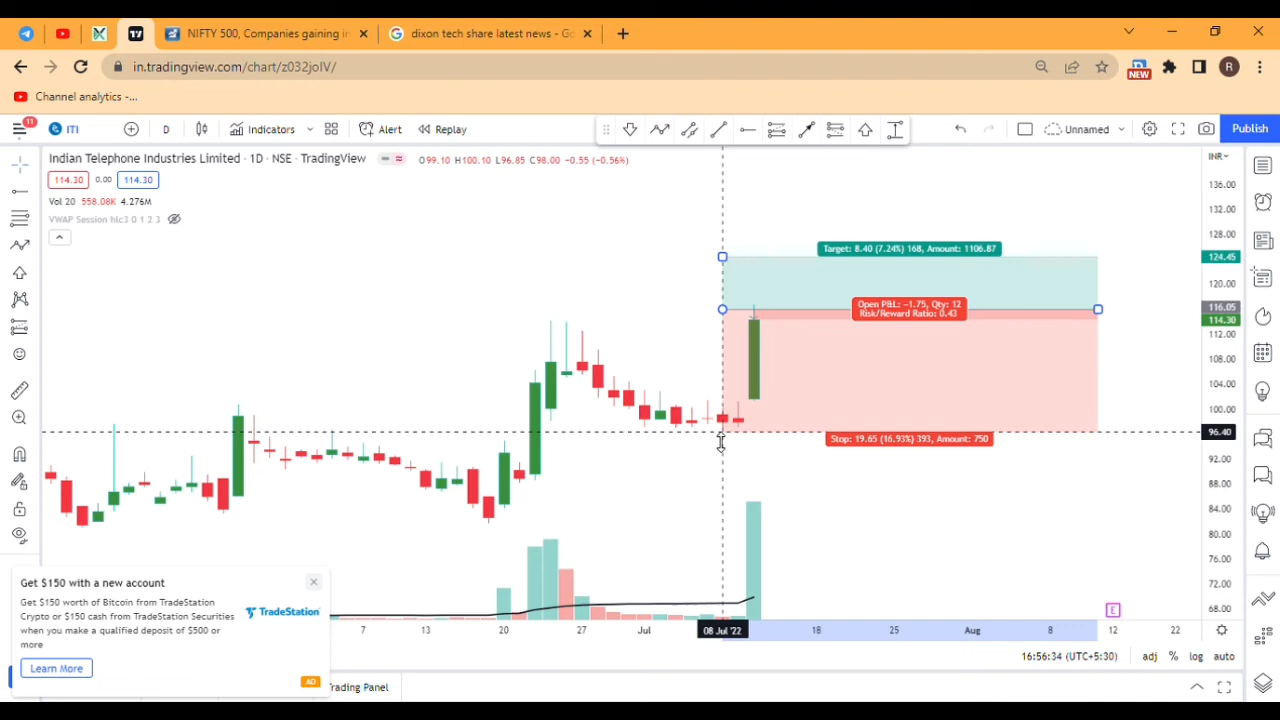 NIFTY 500, Companies gaining in
dixon tech share latest news - Go
in.tradingview.com/chart/z032joIV/
NEW
R
Channel analytics -...
11
ITI
D
Indicators
Alert
Replay
Unnamed
Publish
Indian Telephone Industries Limited · 1D · NSE · TradingView
O99.10 H100.10 L96.85 C98.00 −0.55 (−0.56%)
INR
114.30 0.00 114.30
Vol 20 558.08K 4.276M
VWAP Session hlc3 0 1 2 3
136.00
132.00
128.00
Target: 8.40 (7.24%) 168, Amount: 1106.87
124.45
120.00
Open P&L: −1.75, Qty: 12
Risk/Reward Ratio: 0.43
116.05
114.30
112.00
108.00
104.00
100.00
96.40
Stop: 19.65 (16.93%) 393, Amount: 750
92.00
88.00
84.00
80.00
76.00
72.00
68.00
Get $150 with a new account
Get $150 worth of Bitcoin from TradeStation
Crypto or $150 cash from TradeStation Securities
when you make a qualified deposit of $500 or
more
TradeStation
Learn More
AD
E
7 13 20 27 Jul 08 Jul '22 18 25 Aug 8 12 22
16:56:34 (UTC+5:30) adj % log auto
Trading Panel